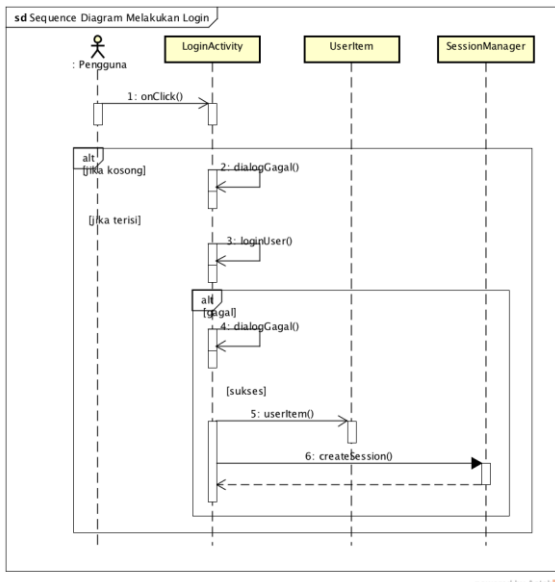 sd Sequence Diagram Melakukan Login
: Pengguna
LoginActivity
UserItem
SessionManager
1: onClick()
alt
[jika kosong]
2: dialogGagal()
[jika terisi]
3: loginUser()
alt
[gagal]
4: dialogGagal()
[sukses]
5: userItem()
6: createSession()